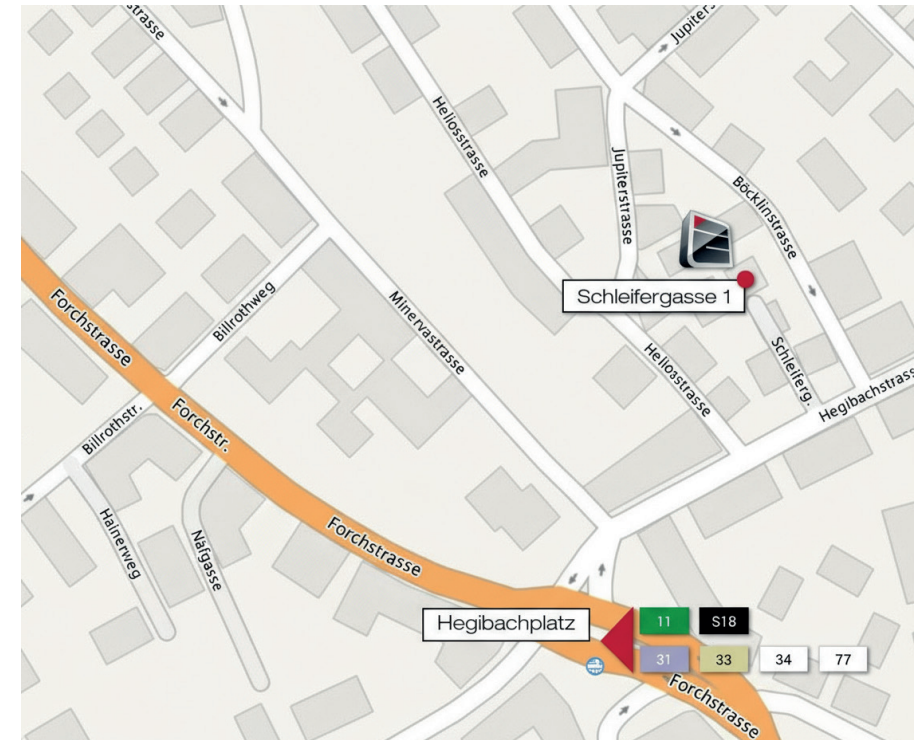 strasse
Jupiterstr.
Heliosstrasse
Jupiterstrasse
Böcklinstrasse
Forchstrasse
Billrothweg
Minervastrasse
Schleifergasse 1
Heliosstrasse
Schleiferg.
Hegibachstrass
Billrothstr.
Forchstr.
Hainerweg
Näfgasse
Forchstrasse
Hegibachplatz
11
S18
31
33
34
77
Forchstrasse